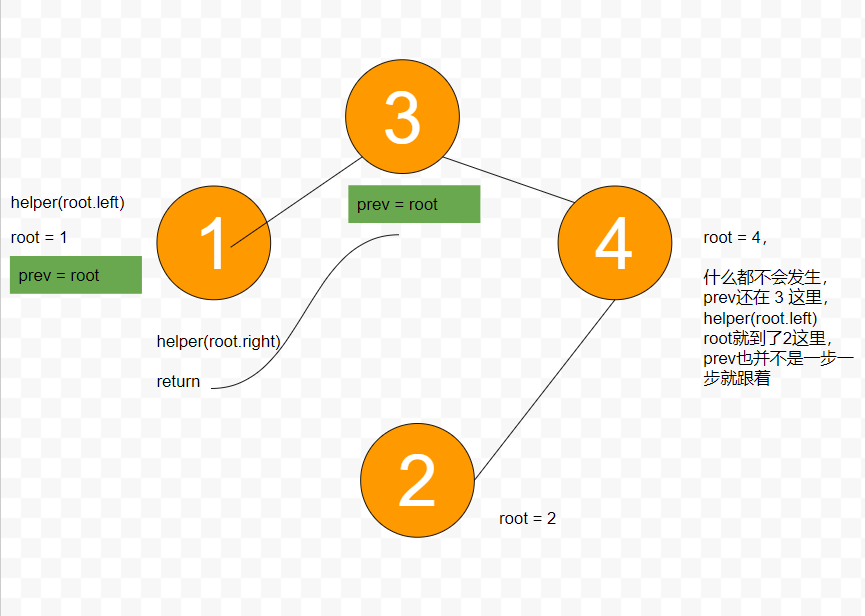 3
prev = root
helper(root.left)
root = 1
prev = root
1
4
root = 4，
什么都不会发生，
prev还在 3 这里，
helper(root.left)
root就到了2这里，
prev也并不是一步一
步就跟着
helper(root.right)
return
2
root = 2